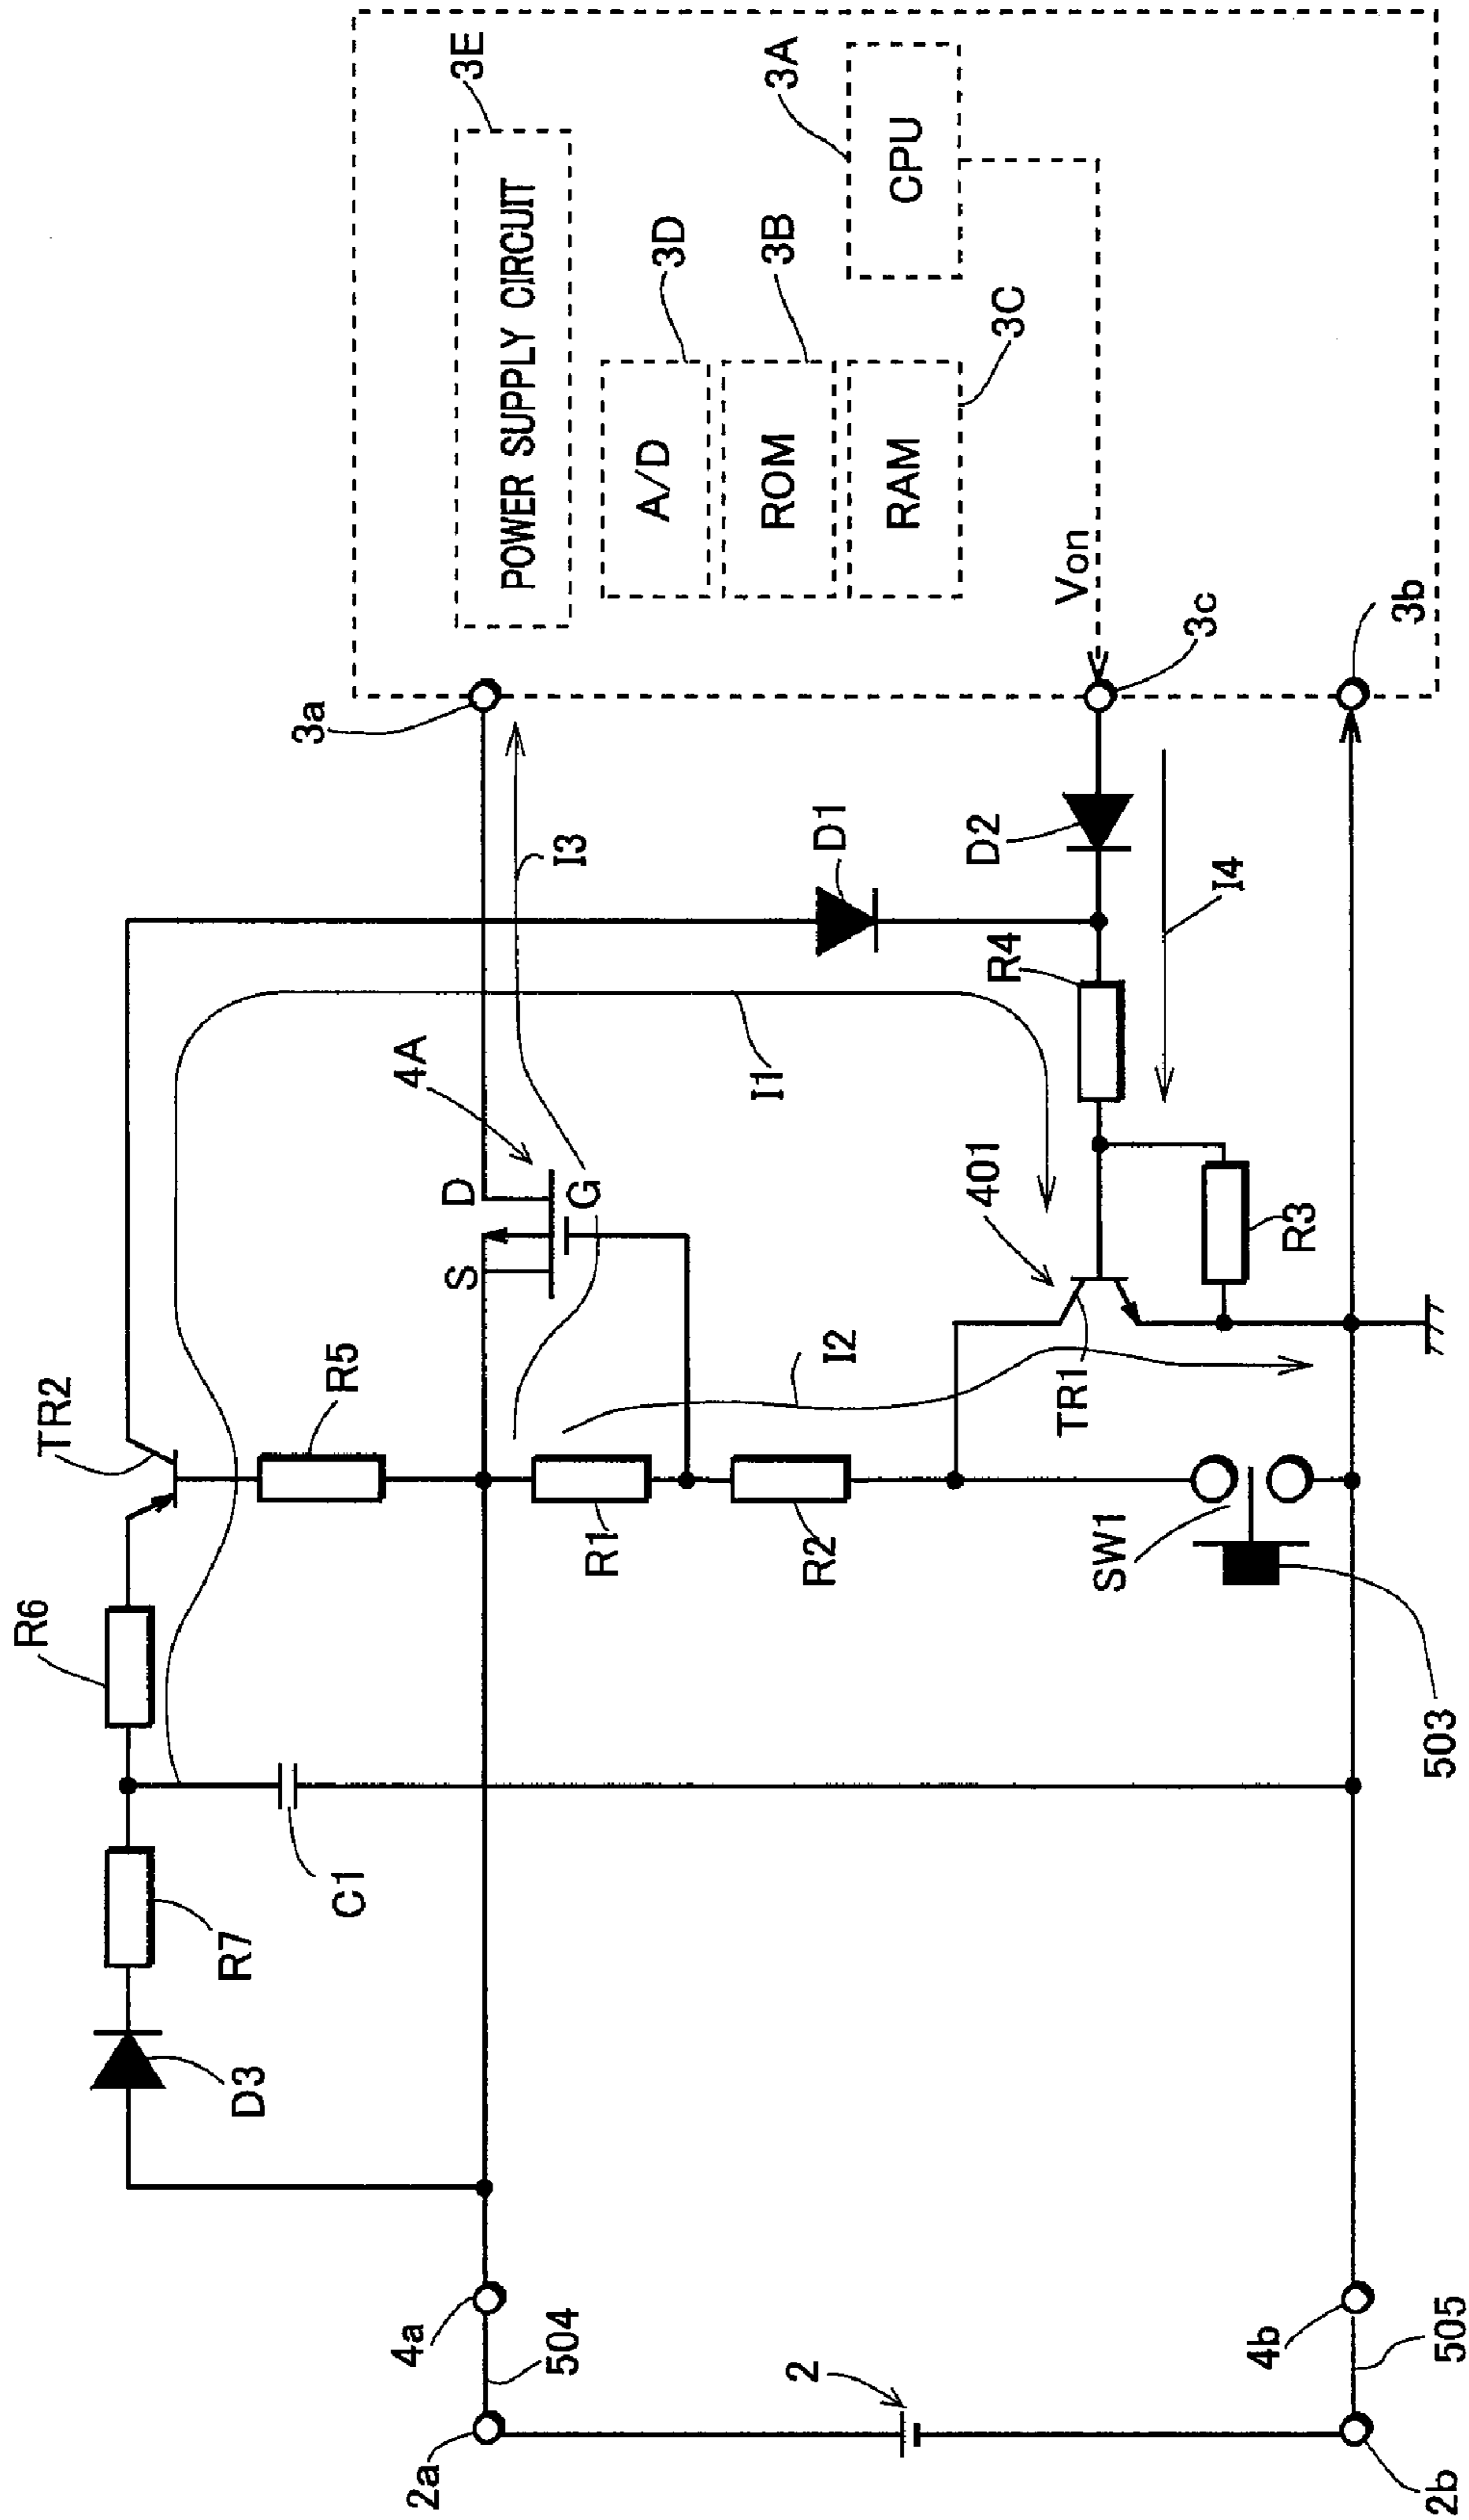 3E
POWER SUPPLY CIRCUIT
3A
CPU
3D
A/D
3B
ROM
3C
RAM
Von
3a
3c
3b
I3
D1
D2
I4
R4
4A
I1
D
G
S
401
R3
TR2
R5
I2
TR1
R1
R2
SW1
503
R6
C1
R7
D3
4a
504
2
4b
505
2a
2b